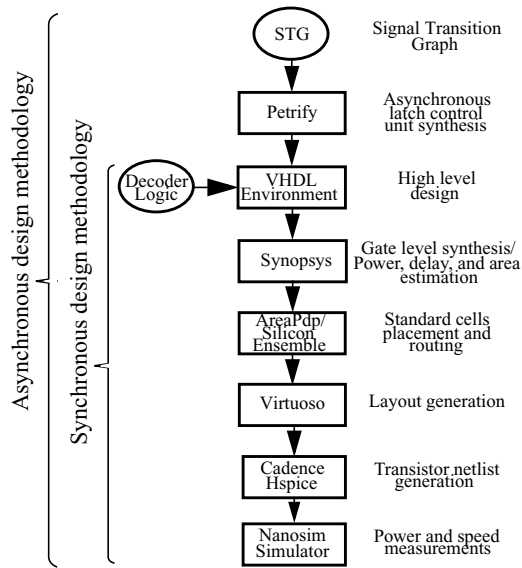 STG
Signal Transition
Graph
Petrify
Asynchronous
latch control
unit synthesis
Decoder
Logic
VHDL
Environment
High level
design
Synopsys
Gate level synthesis/
Power, delay, and area
estimation
AreaPdp/
Silicon
Ensemble
Standard cells
placement and
routing
Virtuoso
Layout generation
Cadence
Hspice
Transistor netlist
generation
Nanosim
Simulator
Power and speed
measurements
Asynchronous design methodology
Synchronous design methodology